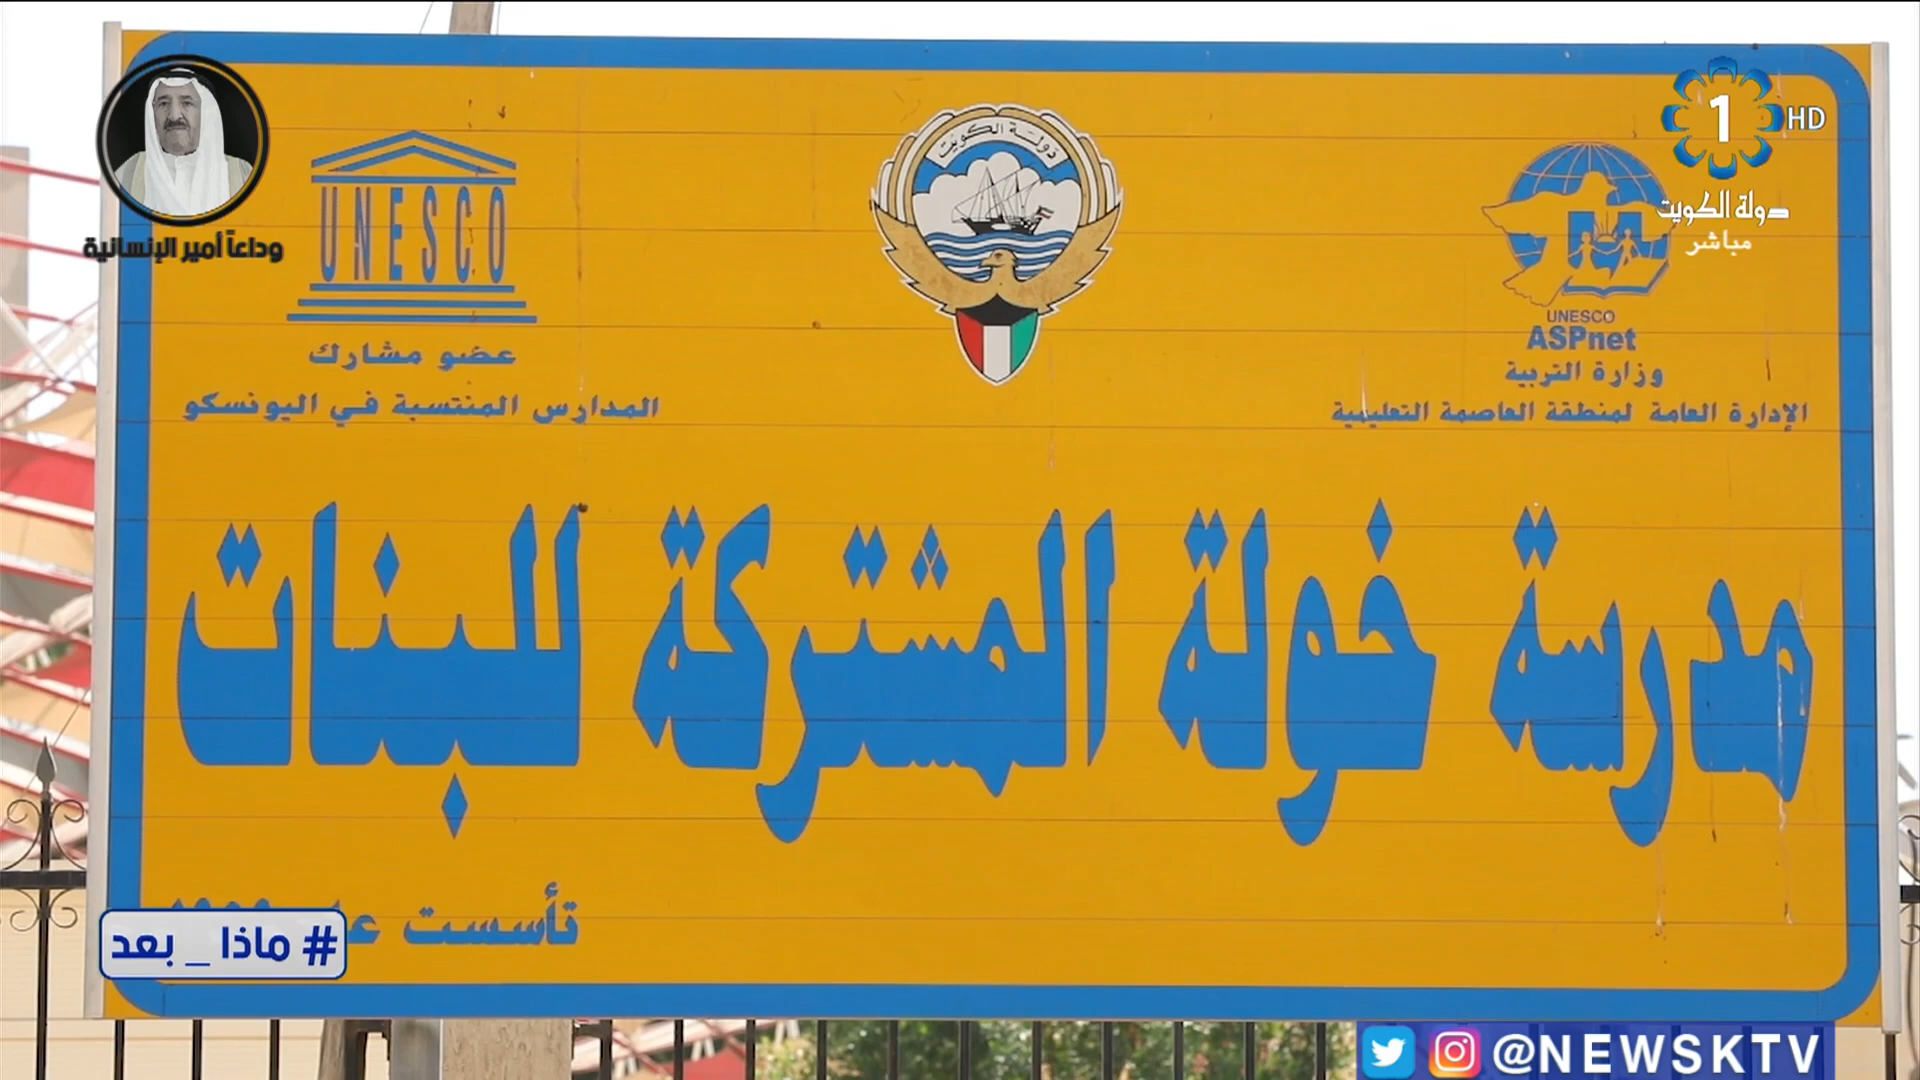 وداعاً أمير الإنسانية
UNESCO
عضو مشارك
المدارس المنتسبة في اليونسكو
دولة الكويت
1 HD
دولة الكويت
مباشر
UNESCO
ASPnet
وزارة التربية
الإدارة العامة لمنطقة العاصمة التعليمية
مدرسة خولة المشتركة للبنات
تأسست
# ماذا _ بعد
@NEWSKTV